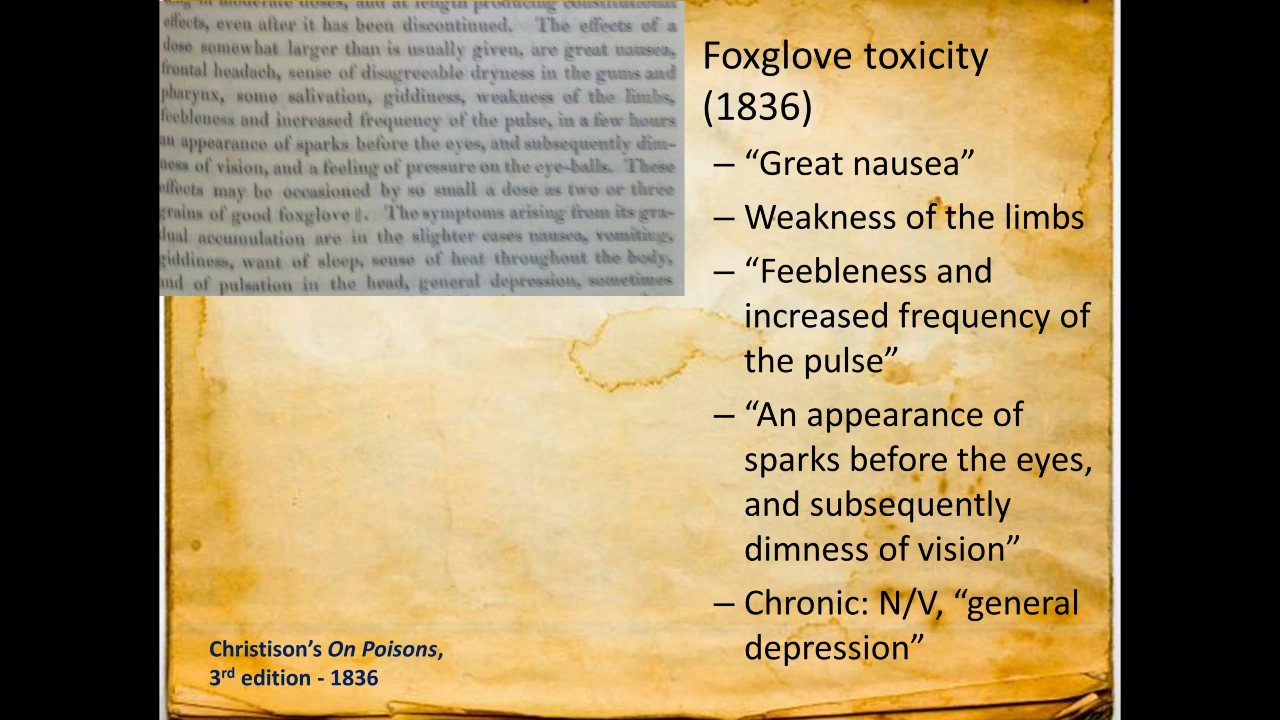 effects, even after it has been discontinued. The effects of a
dose somewhat larger than is usually given, are great nausea,
frontal headach, sense of disagreeable dryness in the gums and
pharynx, some salivation, giddiness, weakness of the limbs,
feebleness and increased frequency of the pulse, in a few hours
an appearance of sparks before the eyes, and subsequently dim-
ness of vision, and a feeling of pressure on the eye-balls. These
effects may be occasioned by so small a dose as two or three
grains of good foxglove ||. The symptoms arising from its gra-
dual accumulation are in the slighter cases nausea, vomiting,
giddiness, want of sleep, sense of heat throughout the body,
and of pulsation in the head, general depression, sometimes
Foxglove toxicity
(1836)
– “Great nausea”
– Weakness of the limbs
– “Feebleness and
increased frequency of
the pulse”
– “An appearance of
sparks before the eyes,
and subsequently
dimness of vision”
– Chronic: N/V, “general
depression”
Christison’s On Poisons,
3rd edition - 1836